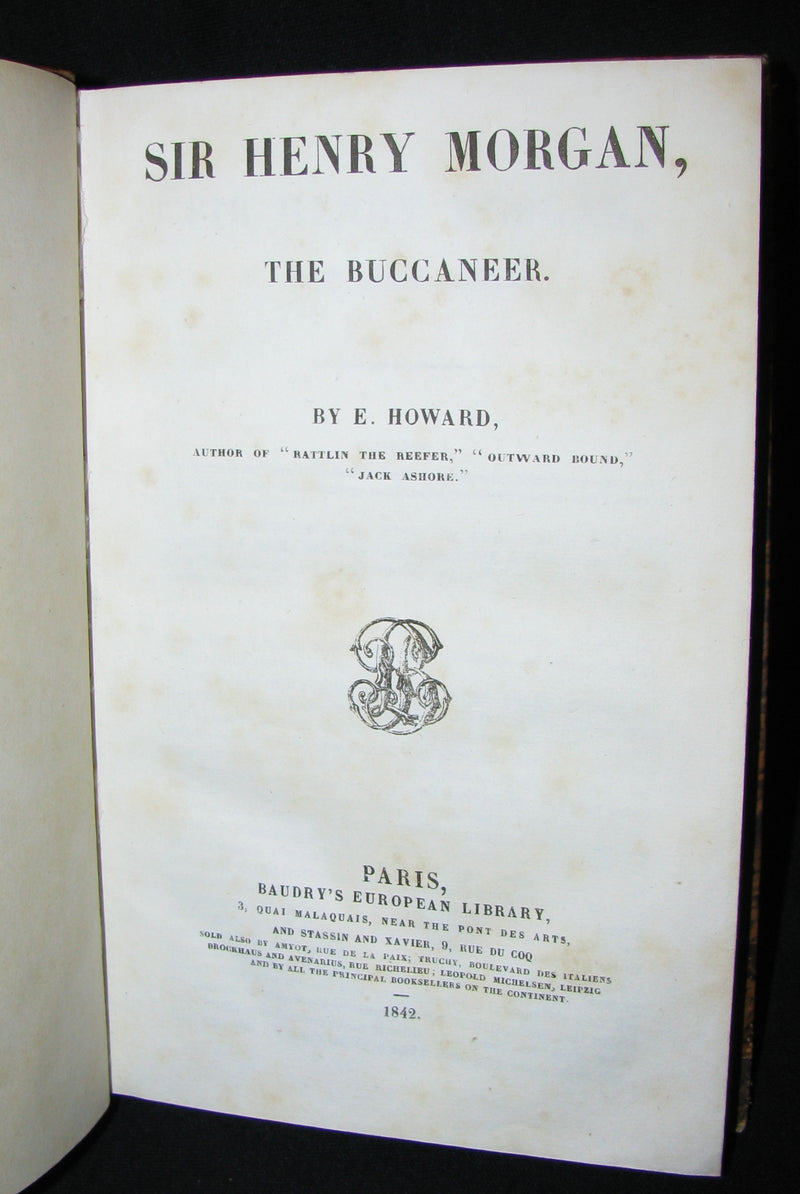 SIR HENRY MORGAN,
THE BUCCANEER.
BY E. HOWARD,
AUTHOR OF "RATTLIN THE REEFER," "OUTWARD BOUND,"
"JACK ASHORE."
PARIS,
BAUDRY'S EUROPEAN LIBRARY,
3, QUAI MALAQUAIS, NEAR THE PONT DES ARTS,
AND STASSIN AND XAVIER, 9, RUE DU COQ
SOLD ALSO BY AMYOT, RUE DE LA PAIX; TRUCHY, BOULEVARD DES ITALIENS
BROCKHAUS AND AVENARIUS, RUE RICHELIEU; LEOPOLD MICHELSEN, LEIPZIG
AND BY ALL THE PRINCIPAL BOOKSELLERS ON THE CONTINENT.
1842.